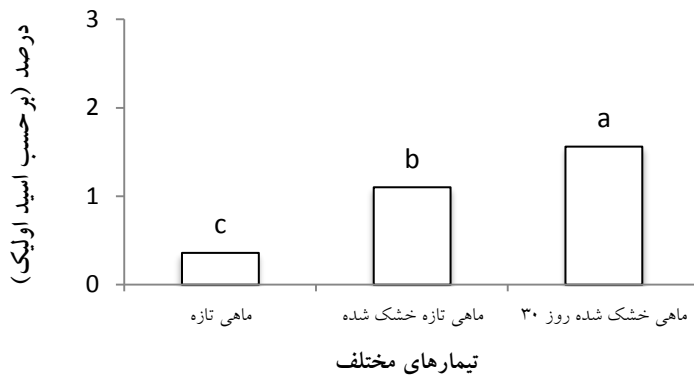 درصد (برحسب اسید اولیک)
3
2
1
0
a
b
c
ماهی تازه
ماهی تازه خشک شده
ماهی خشک شده روز ۳۰
تیمارهای مختلف